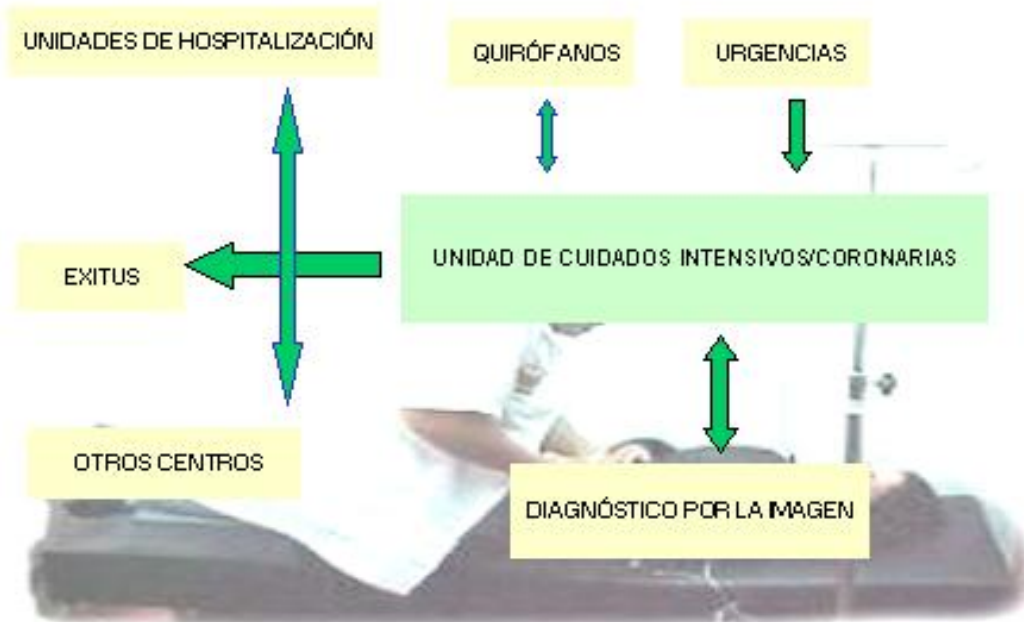 UNIDADES DE HOSPITALIZACIÓN
QUIRÓFANOS
URGENCIAS
UNIDAD DE CUIDADOS INTENSIVOS/CORONARIAS
EXITUS
OTROS CENTROS
DIAGNÓSTICO POR LA IMAGEN